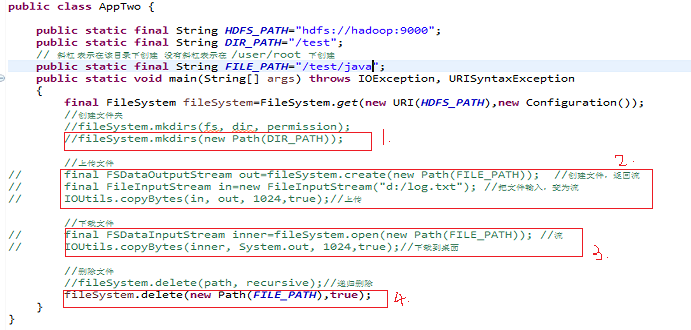 public class AppTwo {
public static final String HDFS_PATH="hdfs://hadoop:9000";
public static final String DIR_PATH="/test";
// 斜杠表示在该目录下创建 没有斜杠表示在 /user/root 下创建
public static final String FILE_PATH="/test/java";
public static void main(String[] args) throws IOException, URISyntaxException
{
final FileSystem fileSystem=FileSystem.get(new URI(HDFS_PATH),new Configuration());
//创建文件夹
//fileSystem.mkdirs(fs, dir, permission);
//fileSystem.mkdirs(new Path(DIR_PATH));
1.
//上传文件
2.
// final FSDataOutputStream out=fileSystem.create(new Path(FILE_PATH)); //创建文件，返回流
// final FileInputStream in=new FileInputStream("d:/log.txt"); //把文件输入，变为流
// IOUtils.copyBytes(in, out, 1024,true);//上传
//下载文件
// final FSDataInputStream inner=fileSystem.open(new Path(FILE_PATH)); //流
// IOUtils.copyBytes(inner, System.out, 1024,true);//下载到桌面
3.
//删除文件
//fileSystem.delete(path, recursive);//递归删除
fileSystem.delete(new Path(FILE_PATH),true);
4.
}
}